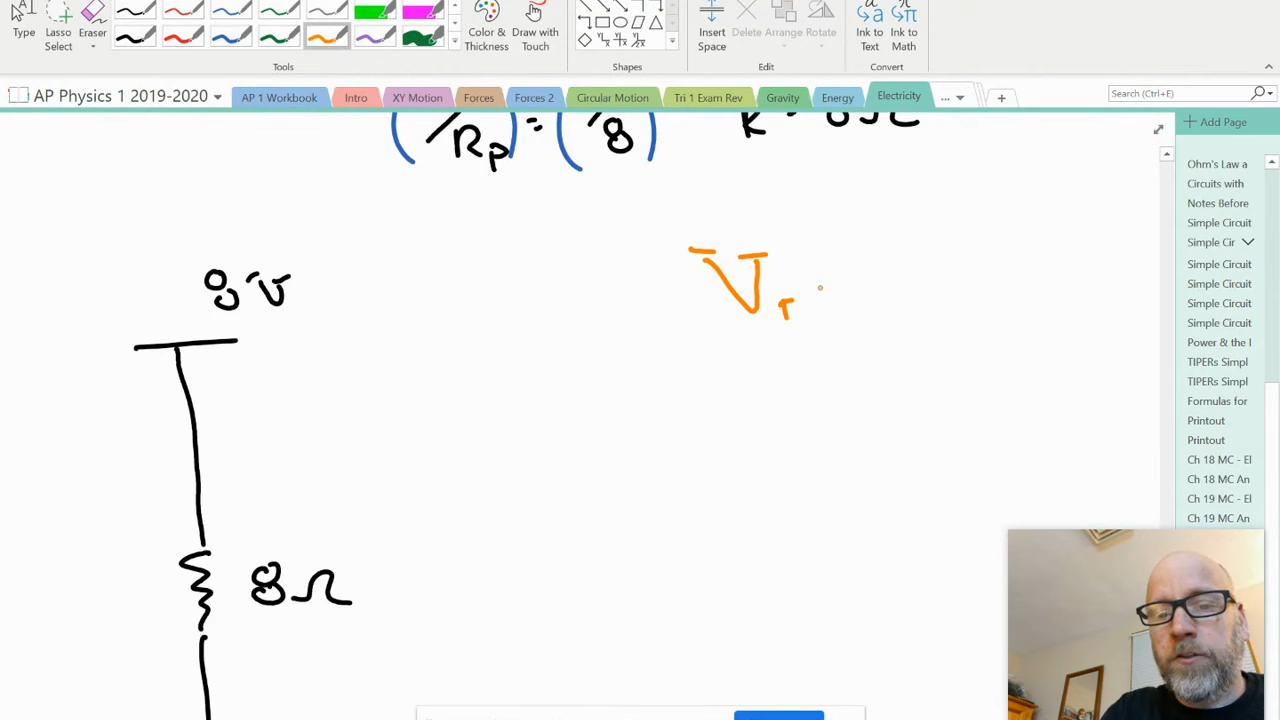 Type
Lasso Select
Eraser
Color & Thickness
Draw with Touch
Insert Space
Delete
Arrange
Rotate
Ink to Text
Ink to Math
Tools
Shapes
Edit
Convert
AP Physics 1 2019-2020
AP 1 Workbook
Intro
XY Motion
Forces
Forces 2
Circular Motion
Tri 1 Exam Rev
Gravity
Energy
Electricity
...
Search (Ctrl+E)
Add Page
Ohm's Law a
Circuits with
Notes Before
Simple Circuit
Simple Cir
Simple Circuit
Simple Circuit
Simple Circuit
Simple Circuit
Power & the I
TIPERs Simpl
TIPERs Simpl
Formulas for
Printout
Printout
Ch 18 MC - El
Ch 18 MC An
Ch 19 MC - El
Ch 19 MC An
(/Rp) = (/8)
8V
8Ω